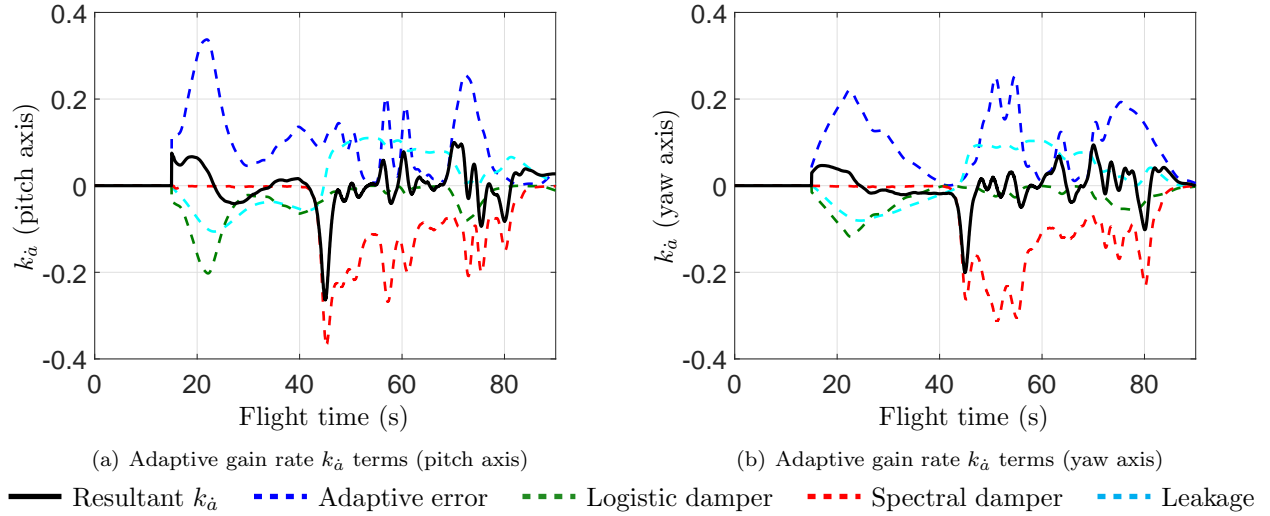 0.4
0.2
0
-0.2
-0.4
k_ȧ (pitch axis)
0 20 40 60 80
Flight time (s)
(a) Adaptive gain rate k_ȧ terms (pitch axis)
0.4
0.2
0
-0.2
-0.4
k_ȧ (yaw axis)
0 20 40 60 80
Flight time (s)
(b) Adaptive gain rate k_ȧ terms (yaw axis)
Resultant k_ȧ Adaptive error Logistic damper Spectral damper Leakage